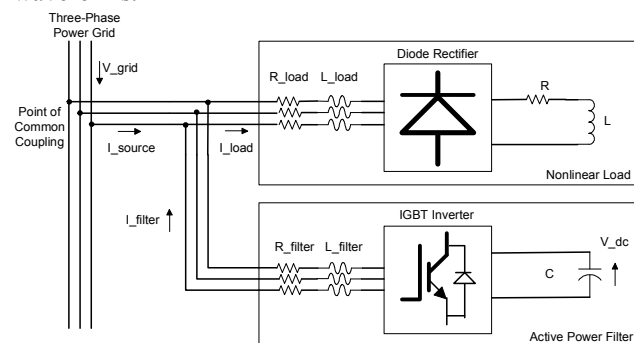 Three-Phase
Power Grid
V_grid
Diode Rectifier
R_load L_load
R
L
Point of
Common
Coupling
I_source
I_load
Nonlinear Load
IGBT Inverter
I_filter
R_filter L_filter
V_dc
C
Active Power Filter